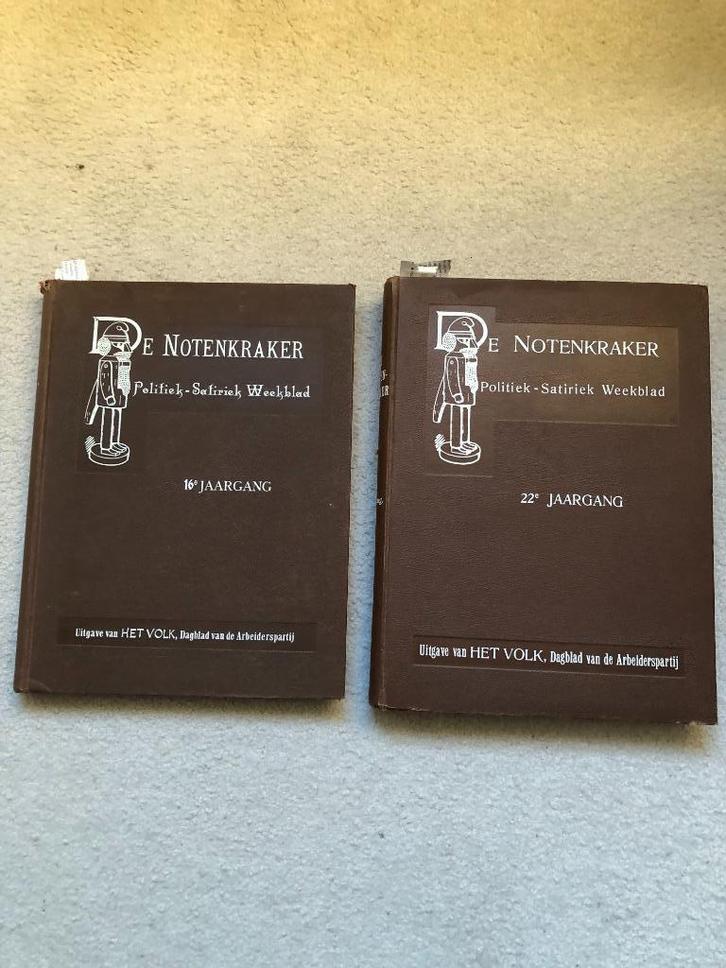 DE NOTENKRAKER
Politiek-Satiriek Weekblad
16e JAARGANG
Uitgave van HET VOLK, Dagblad van de Arbeiderspartij
DE NOTENKRAKER
Politiek-Satiriek Weekblad
22e JAARGANG
Uitgave van HET VOLK, Dagblad van de Arbeiderspartij